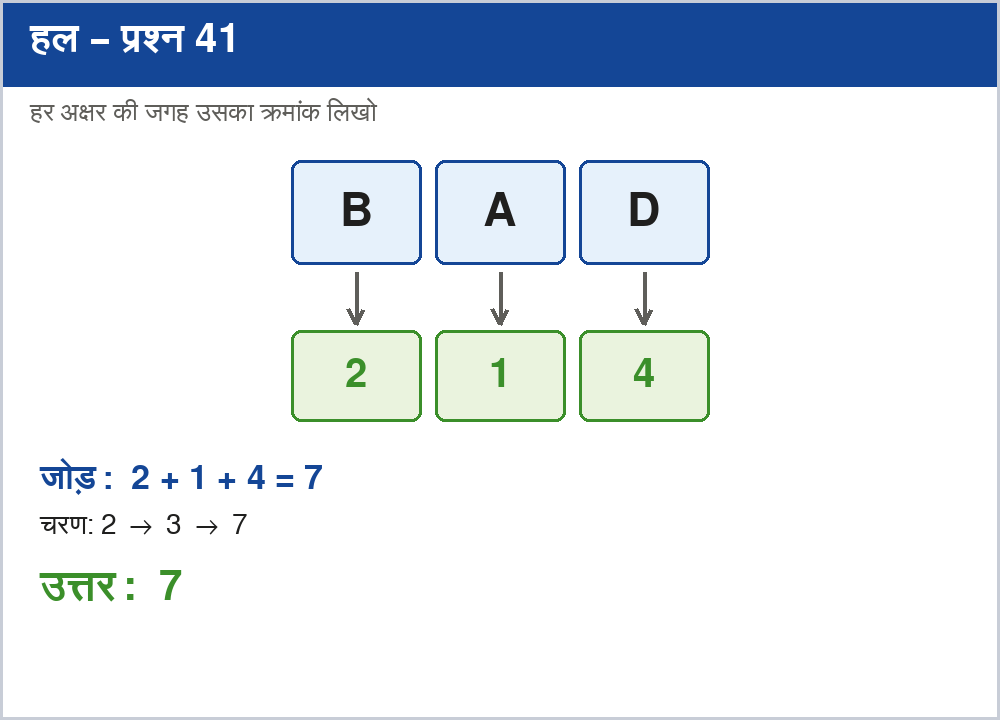 हल – प्रश्न 41
हर अक्षर की जगह उसका क्रमांक लिखो
B A D
2 1 4
जोड़ : 2 + 1 + 4 = 7
चरण: 2 → 3 → 7
उत्तर : 7